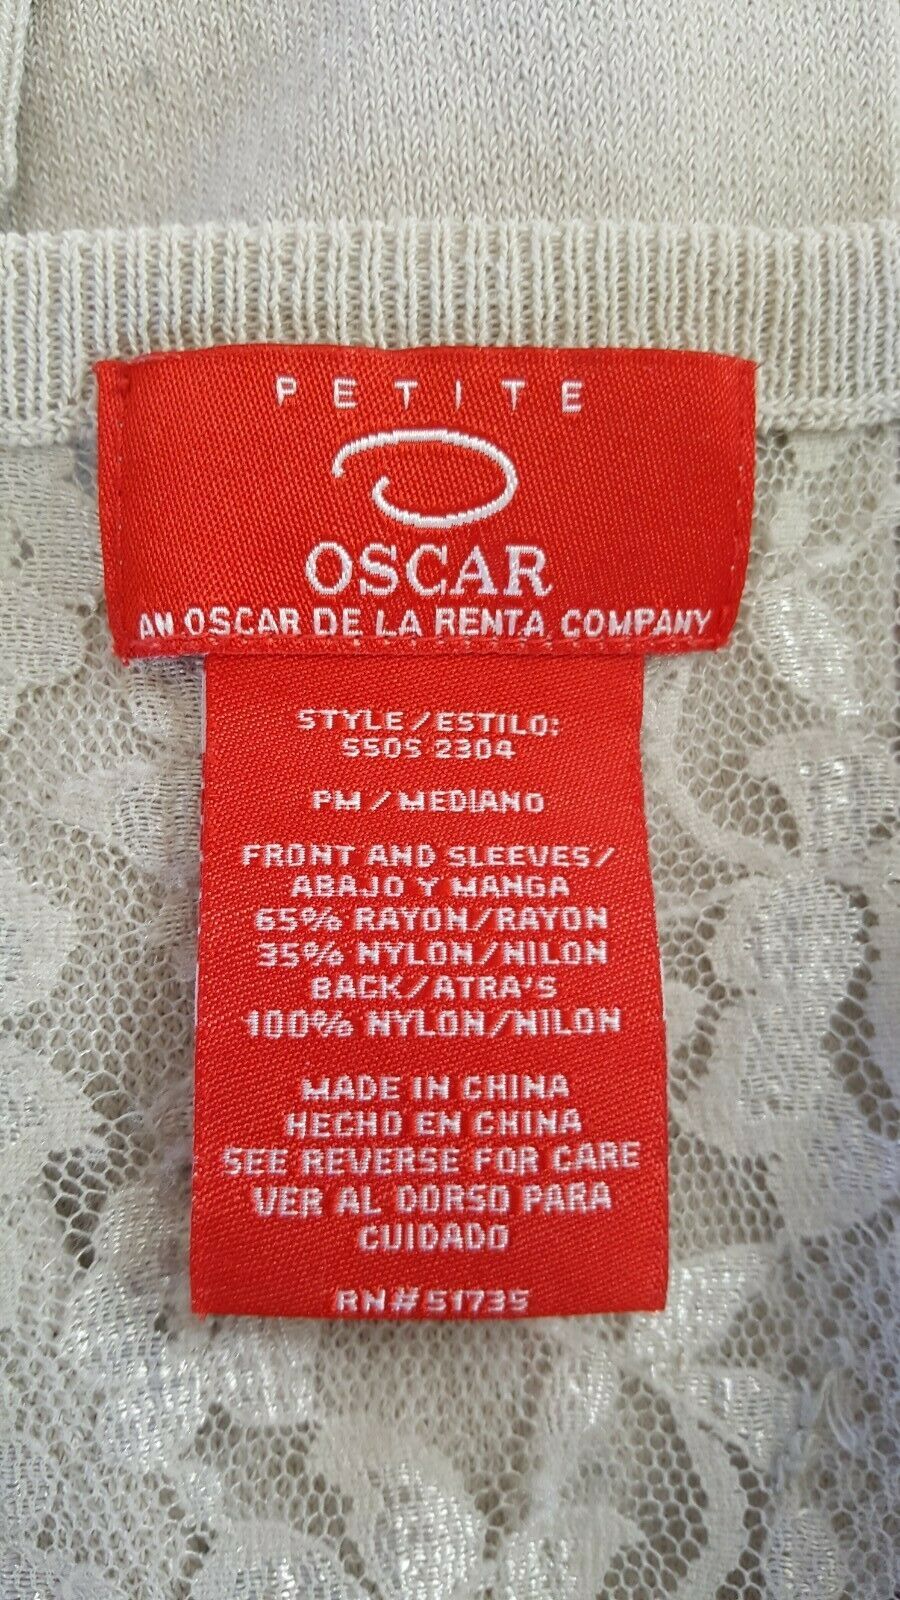 PETITE
OSCAR
AN OSCAR DE LA RENTA COMPANY
STYLE/ESTILO:
S50S 2304
PM/MEDIANO
FRONT AND SLEEVES/
ABAJO Y MANGA
65% RAYON/RAYON
35% NYLON/NILON
BACK/ATRA'S
100% NYLON/NILON
MADE IN CHINA
HECHO EN CHINA
SEE REVERSE FOR CARE
VER AL DORSO PARA
CUIDADO
RN#51735